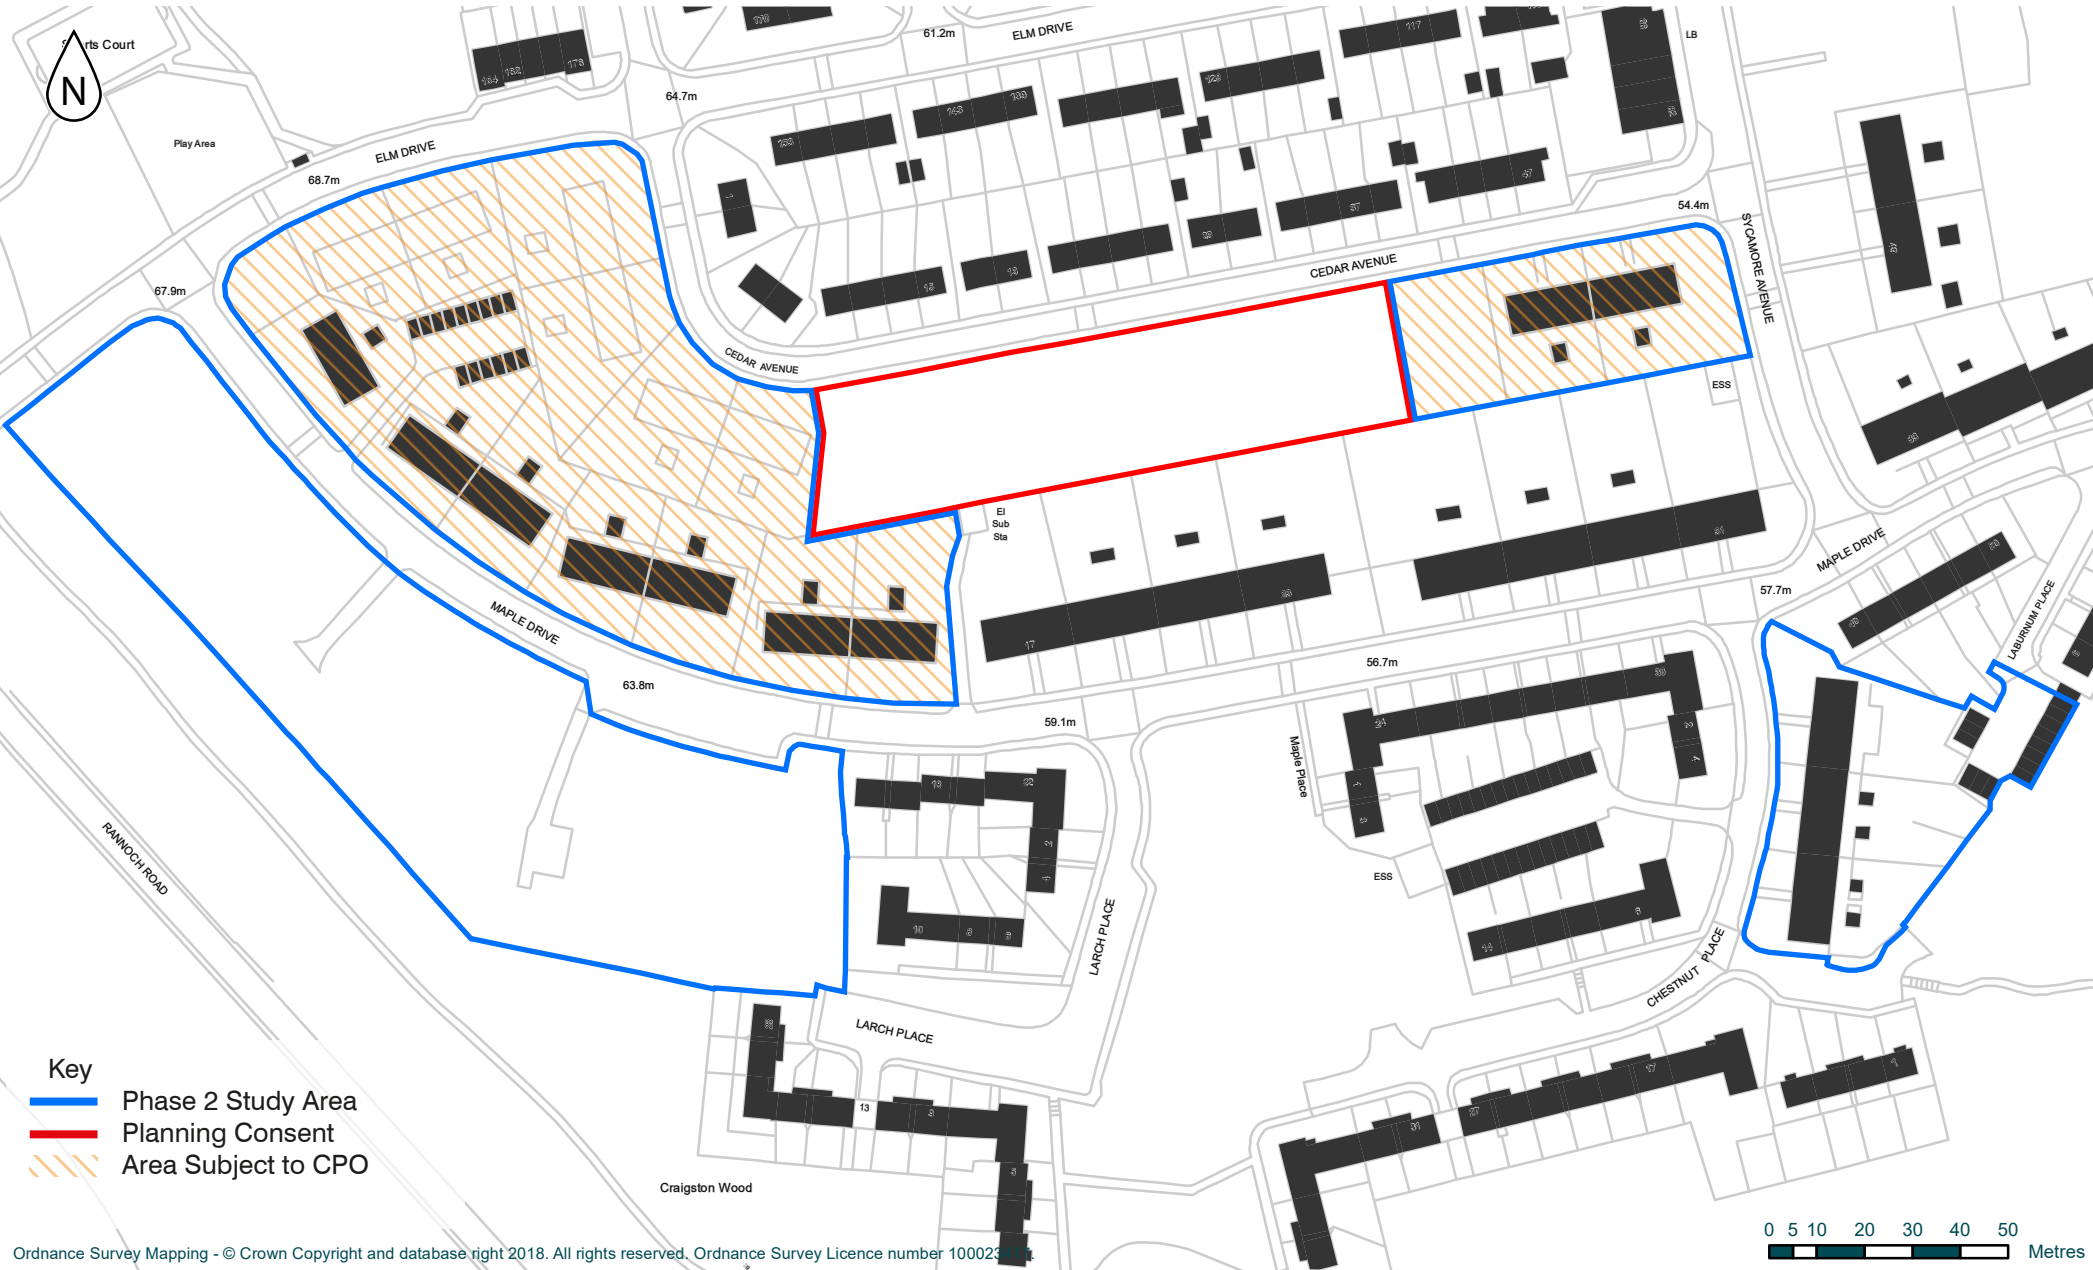 Sports Court
N
Play Area
ELM DRIVE
61.2m
ELM DRIVE
64.7m
68.7m
67.9m
LB
54.4m
SYCAMORE AVENUE
CEDAR AVENUE
CEDAR AVENUE
ESS
El
Sub
Sta
MAPLE DRIVE
MAPLE DRIVE
57.7m
LABURNUM PLACE
56.7m
63.8m
59.1m
Maple Place
ESS
RANNOCH ROAD
LARCH PLACE
CHESTNUT PLACE
LARCH PLACE
13
Craigston Wood
Key
Phase 2 Study Area
Planning Consent
Area Subject to CPO
0 5 10 20 30 40 50
Metres
Ordnance Survey Mapping - © Crown Copyright and database right 2018. All rights reserved. Ordnance Survey Licence number